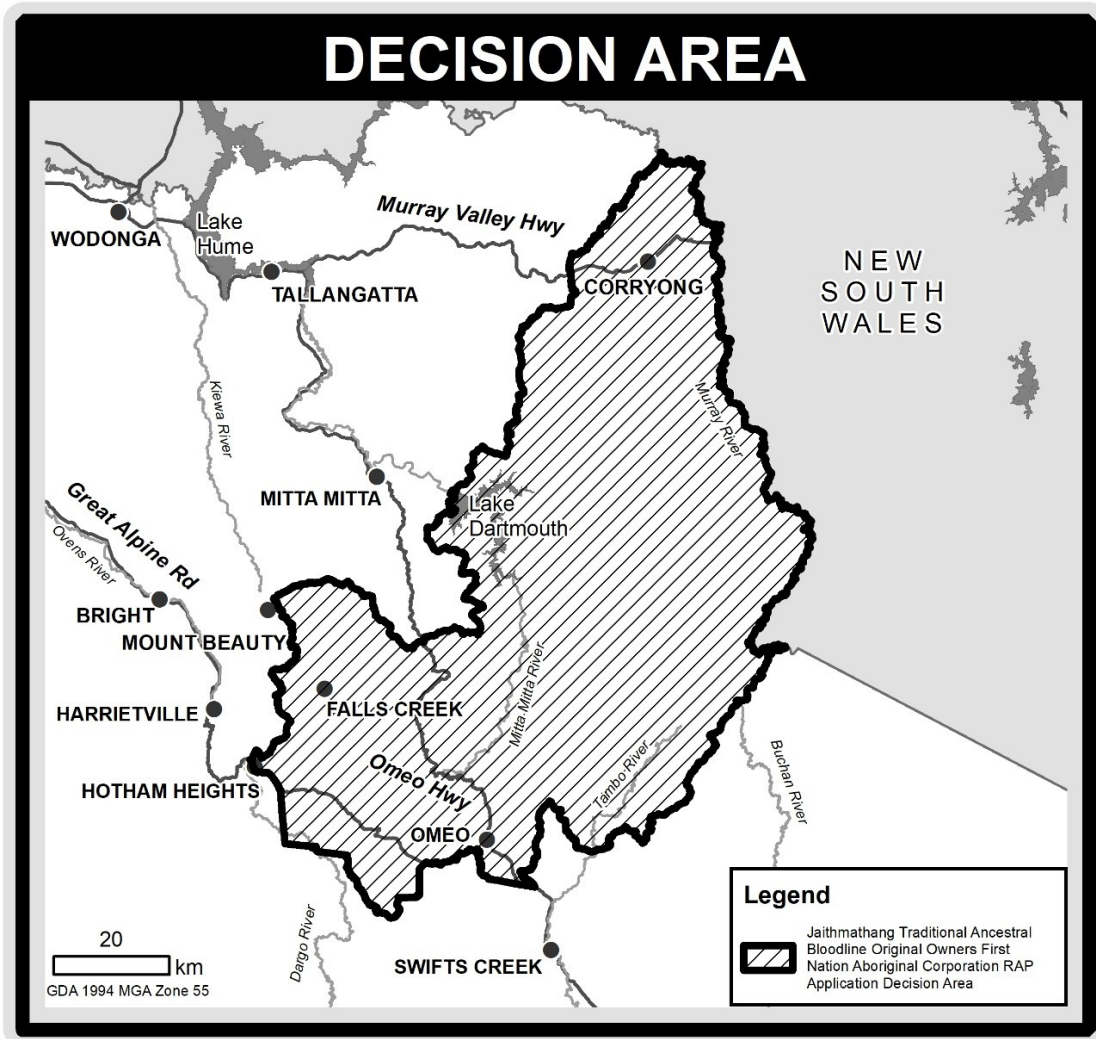 DECISION AREA
Murray Valley Hwy
WODONGA
Lake
Hume
TALLANGATTA
CORRYONG
NEW
SOUTH
WALES
Kiewa River
Murray River
MITTA MITTA
Lake
Dartmouth
Great Alpine Rd
Ovens River
BRIGHT
MOUNT BEAUTY
Mitta Mitta River
FALLS CREEK
HARRIETVILLE
HOTHAM HEIGHTS
Omeo Hwy
Tambo River
Buchan River
OMEO
Dargo River
SWIFTS CREEK
20
km
GDA 1994 MGA Zone 55
Legend
Jaithmathang Traditional Ancestral
Bloodline Original Owners First
Nation Aboriginal Corporation RAP
Application Decision Area